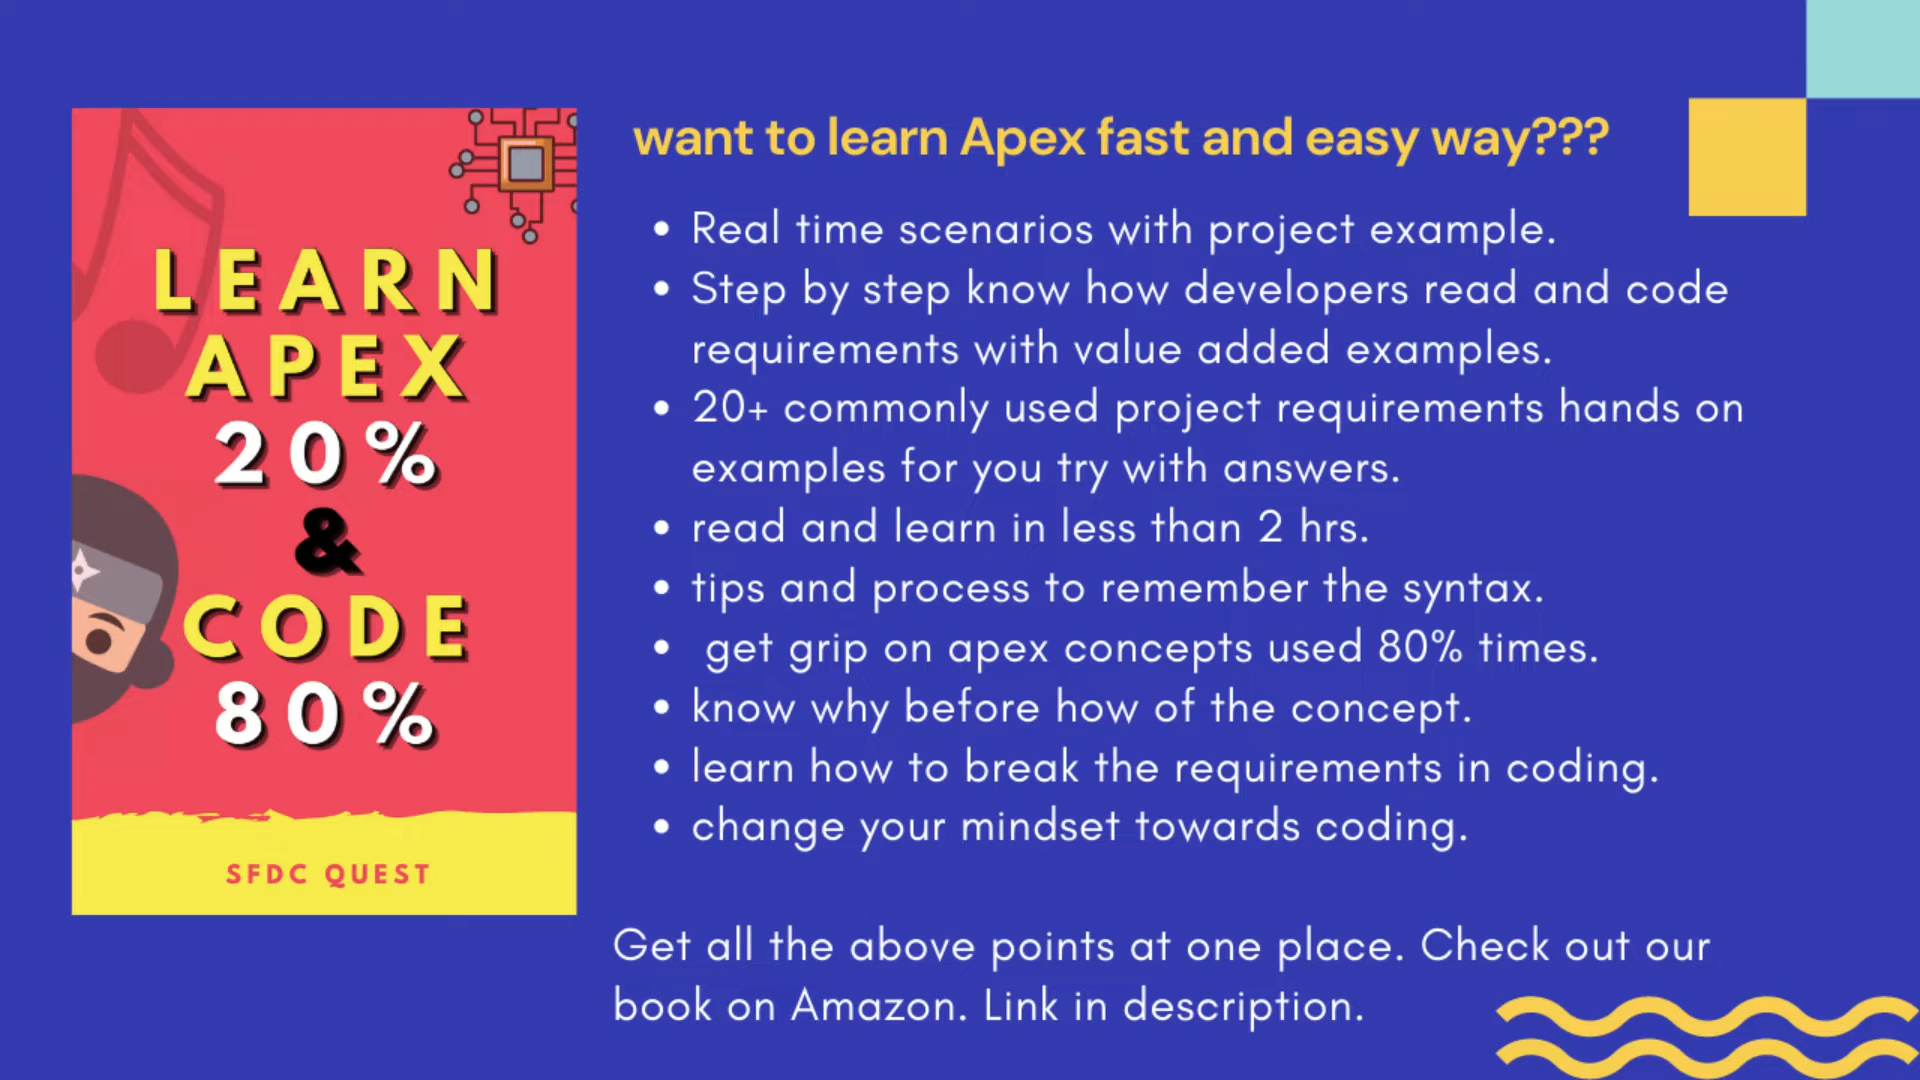 LEARN
APEX
20%
&
CODE
80%
SFDC QUEST
want to learn Apex fast and easy way???
• Real time scenarios with project example.
• Step by step know how developers read and code
requirements with value added examples.
• 20+ commonly used project requirements hands on
examples for you try with answers.
• read and learn in less than 2 hrs.
• tips and process to remember the syntax.
• get grip on apex concepts used 80% times.
• know why before how of the concept.
• learn how to break the requirements in coding.
• change your mindset towards coding.
Get all the above points at one place. Check out our
book on Amazon. Link in description.